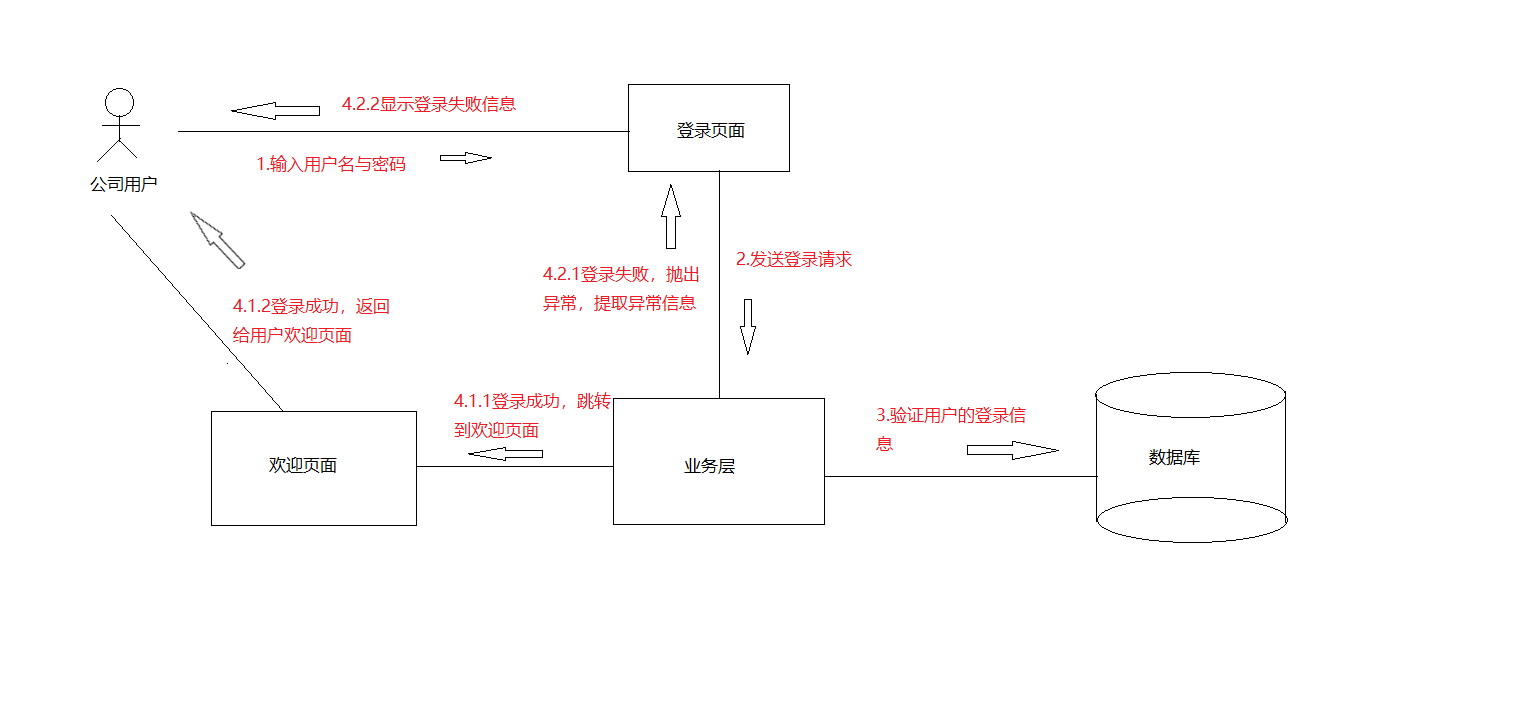 4.2.2显示登录失败信息
登录页面
1.输入用户名与密码
公司用户
2.发送登录请求
4.2.1登录失败，抛出
异常，提取异常信息
4.1.2登录成功，返回
给用户欢迎页面
4.1.1登录成功，跳转
到欢迎页面
3.验证用户的登录信
息
欢迎页面
业务层
数据库